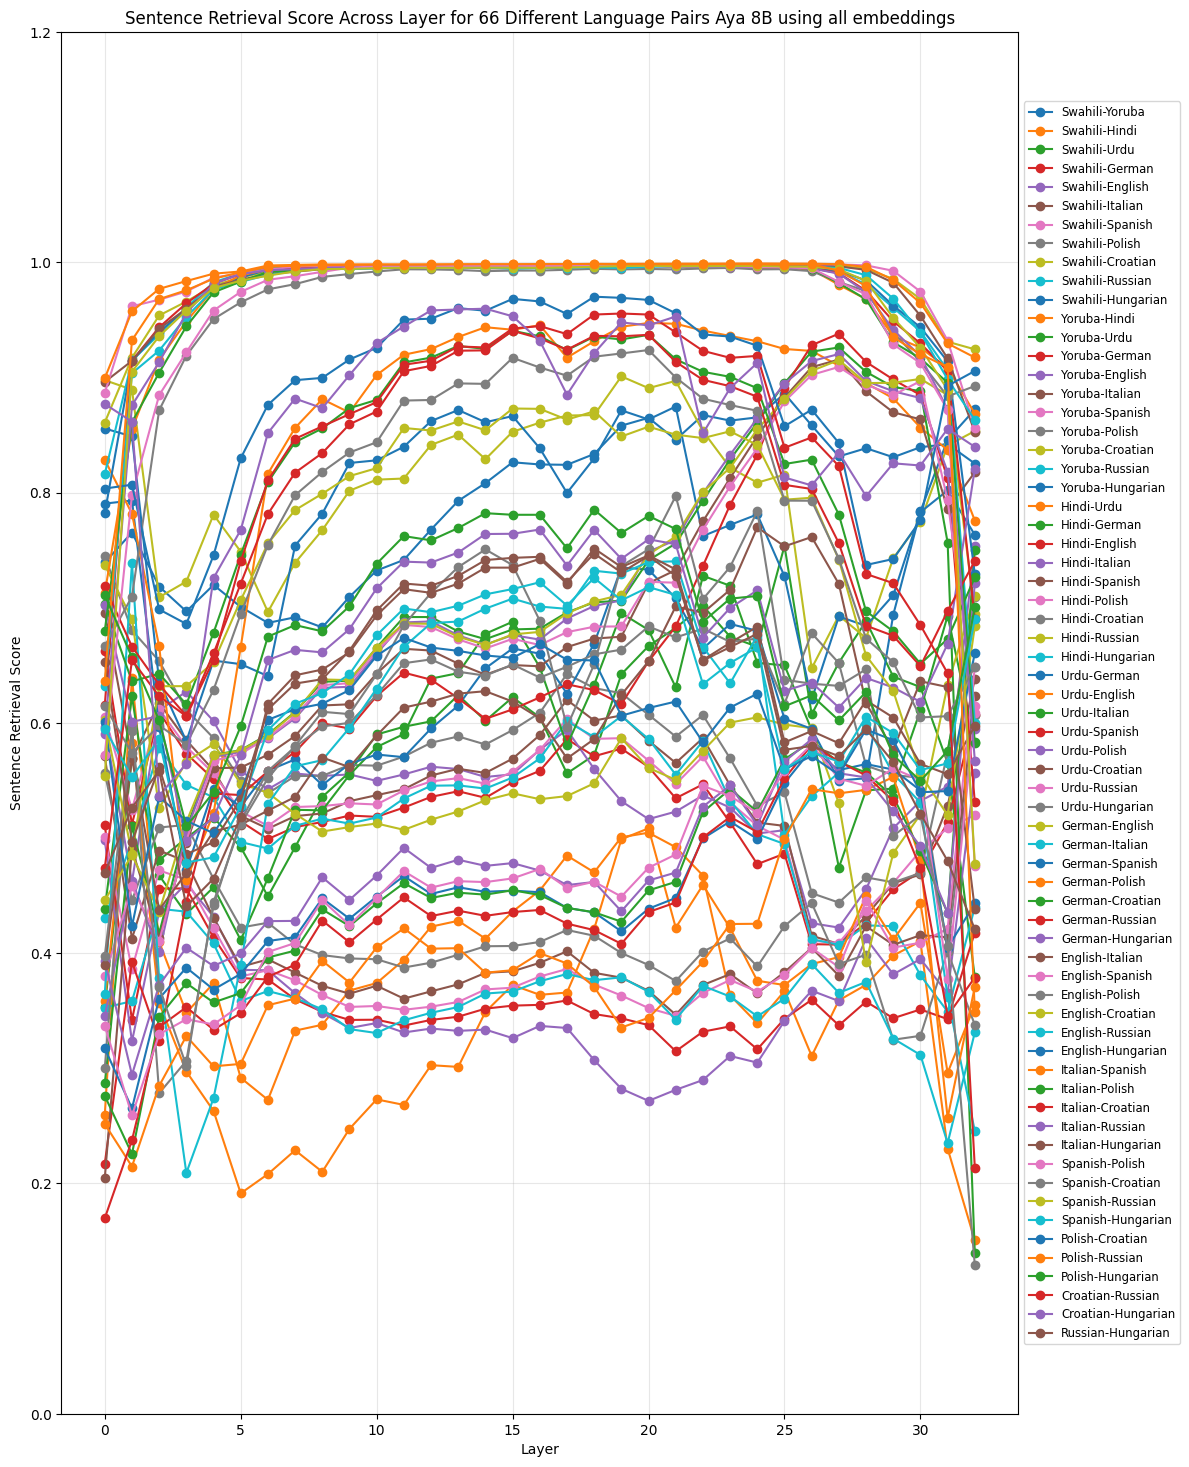 Sentence Retrieval Score Across Layer for 66 Different Language Pairs Aya 8B using all embeddings
1.2
1.0
0.8
0.6
0.4
0.2
0.0
Sentence Retrieval Score
0 5 10 15 20 25 30
Layer
Swahili-Yoruba
Swahili-Hindi
Swahili-Urdu
Swahili-German
Swahili-English
Swahili-Italian
Swahili-Spanish
Swahili-Polish
Swahili-Croatian
Swahili-Russian
Swahili-Hungarian
Yoruba-Hindi
Yoruba-Urdu
Yoruba-German
Yoruba-English
Yoruba-Italian
Yoruba-Spanish
Yoruba-Polish
Yoruba-Croatian
Yoruba-Russian
Yoruba-Hungarian
Hindi-Urdu
Hindi-German
Hindi-English
Hindi-Italian
Hindi-Spanish
Hindi-Polish
Hindi-Croatian
Hindi-Russian
Hindi-Hungarian
Urdu-German
Urdu-English
Urdu-Italian
Urdu-Spanish
Urdu-Polish
Urdu-Croatian
Urdu-Russian
Urdu-Hungarian
German-English
German-Italian
German-Spanish
German-Polish
German-Croatian
German-Russian
German-Hungarian
English-Italian
English-Spanish
English-Polish
English-Croatian
English-Russian
English-Hungarian
Italian-Spanish
Italian-Polish
Italian-Croatian
Italian-Russian
Italian-Hungarian
Spanish-Polish
Spanish-Croatian
Spanish-Russian
Spanish-Hungarian
Polish-Croatian
Polish-Russian
Polish-Hungarian
Croatian-Russian
Croatian-Hungarian
Russian-Hungarian